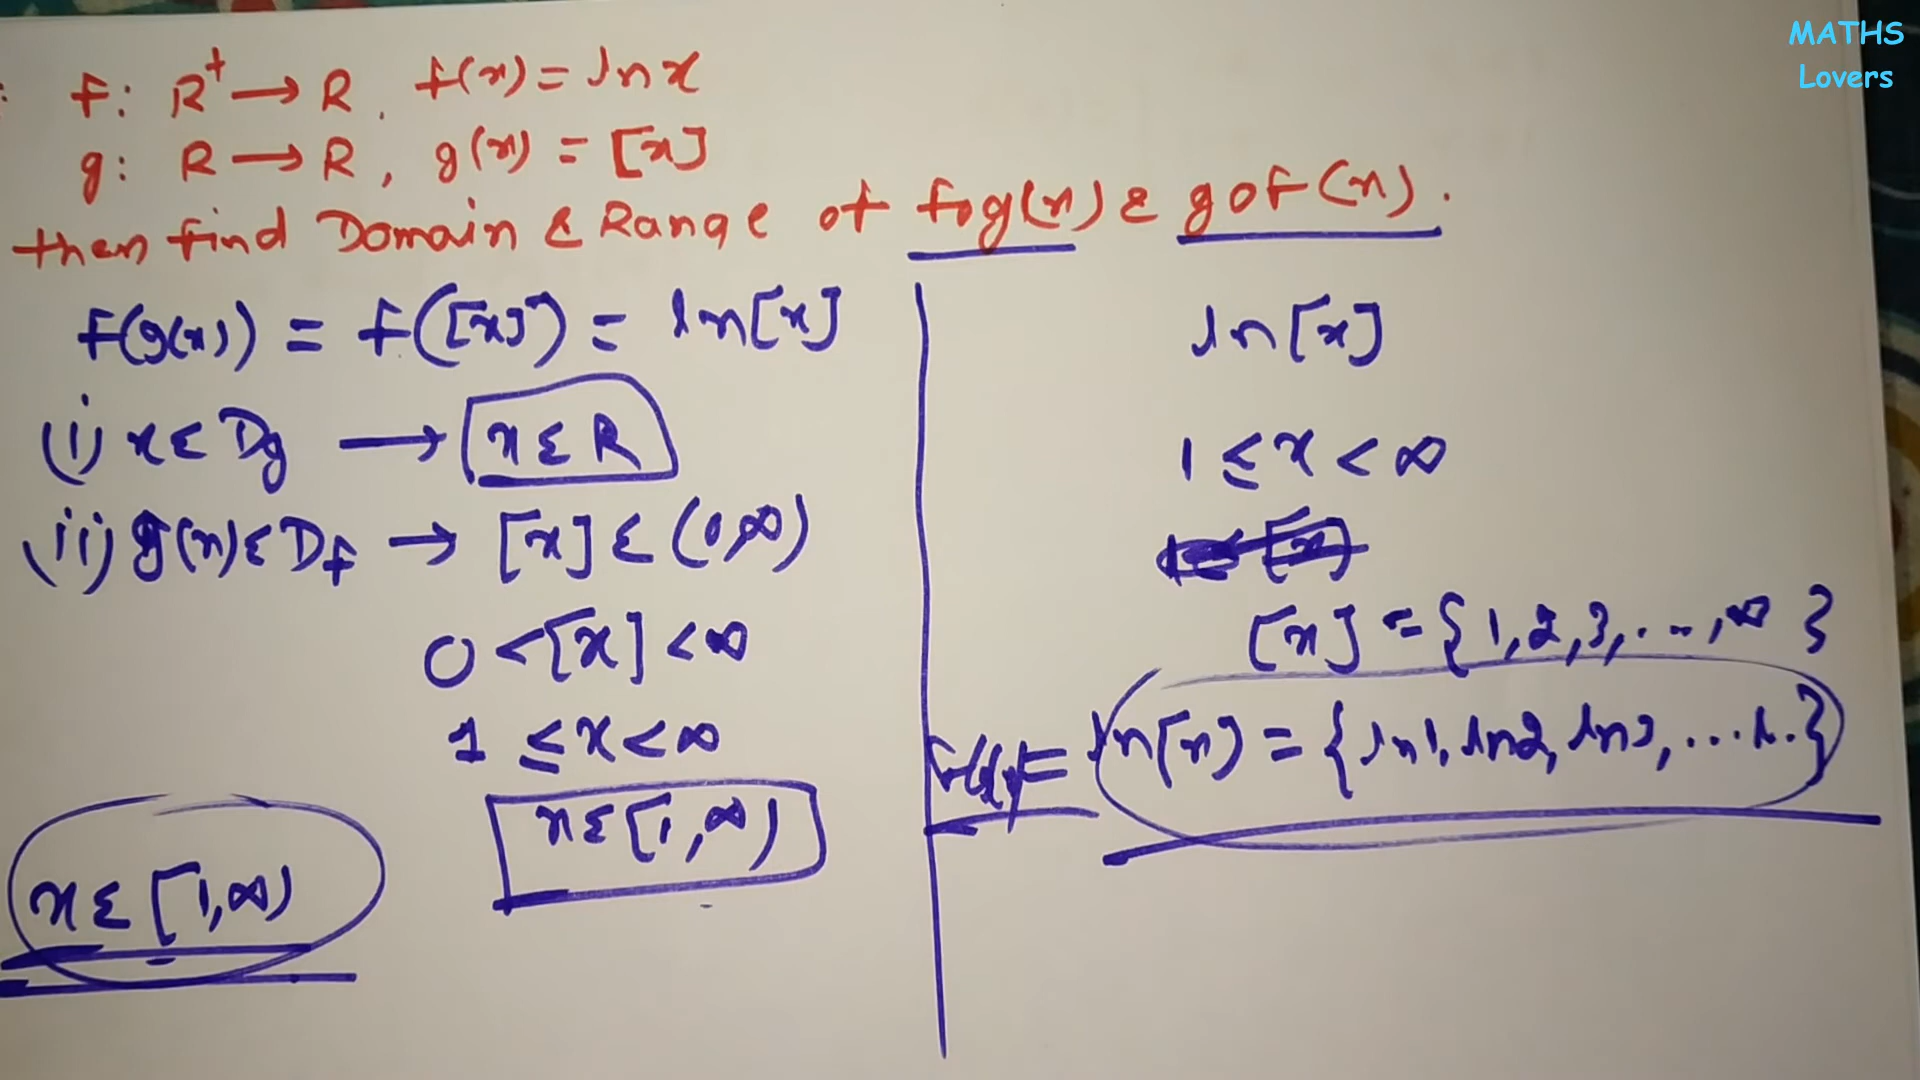 f: R⁺ → R, f(x) = ln x
g: R → R, g(x) = [x]
then find Domain & Range of fog(x) & gof(x).
f(g(x)) = f([x]) = ln[x]
(i) x ∈ Dg → x ∈ R
(ii) g(x) ∈ Df → [x] ∈ (0,∞)
0 < [x] < ∞
1 ≤ x < ∞
x ∈ [1,∞)
x ∈ [1,∞)
ln[x]
1 ≤ x < ∞
[x] = {1,2,3,...,∞}
ln[x] = {ln1, ln2, ln3, ...}
MATHS
Lovers